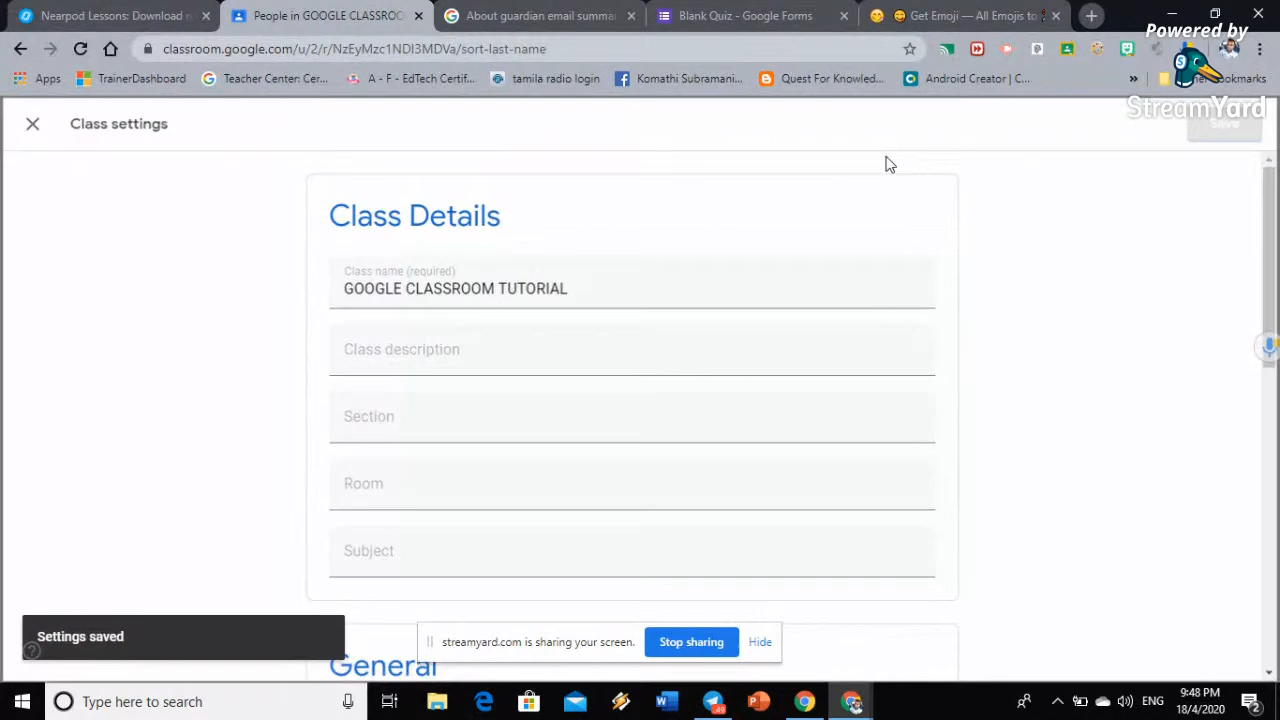 Nearpod Lessons: Download r
People in GOOGLE CLASSROO
About guardian email summar
Blank Quiz - Google Forms
Get Emoji — All Emojis to
Powered by
classroom.google.com/u/2/r/NzEyMzc1NDI3MDVa/sort-last-name
Apps
TrainerDashboard
Teacher Center: Cer...
A - F - EdTech Certif...
tamila radio login
Komathi Subramani...
Quest For Knowled...
Android Creator | C...
»
StreamYard
Class settings
Save
Class Details
Class name (required)
GOOGLE CLASSROOM TUTORIAL
Class description
Section
Room
Subject
Settings saved
streamyard.com is sharing your screen.
Stop sharing
Hide
General
Type here to search
ENG
9:48 PM
18/4/2020
2